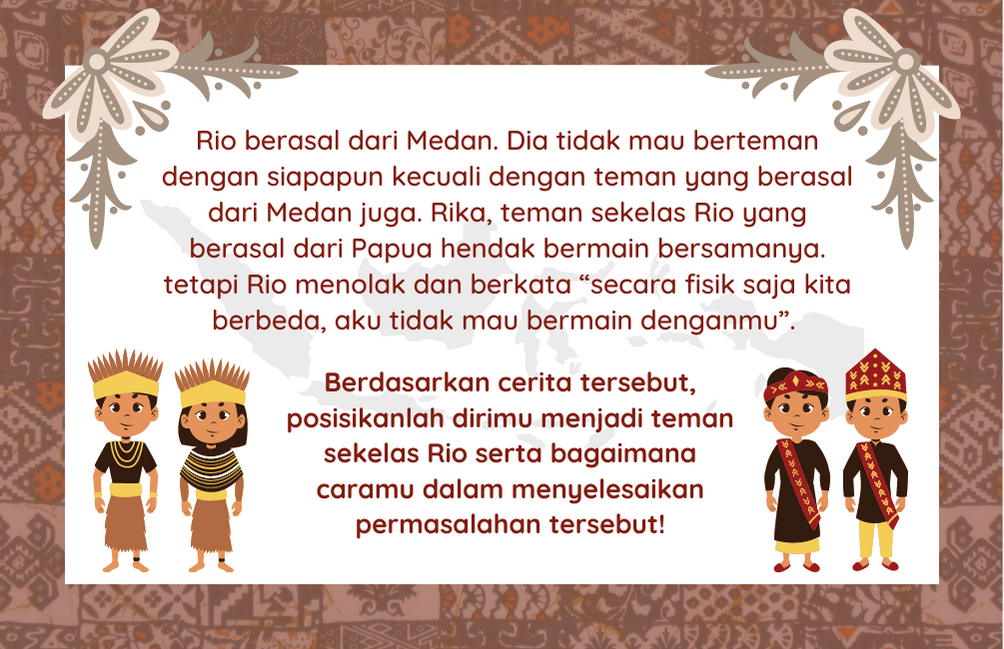 Rio berasal dari Medan. Dia tidak mau berteman
dengan siapapun kecuali dengan teman yang berasal
dari Medan juga. Rika, teman sekelas Rio yang
berasal dari Papua hendak bermain bersamanya.
tetapi Rio menolak dan berkata “secara fisik saja kita
berbeda, aku tidak mau bermain denganmu”.
Berdasarkan cerita tersebut,
posisikanlah dirimu menjadi teman
sekelas Rio serta bagaimana
caramu dalam menyelesaikan
permasalahan tersebut!